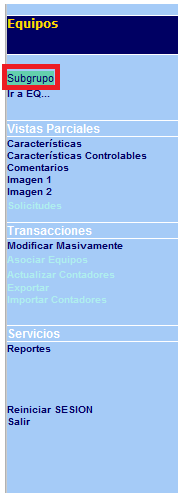 Equipos
Subgrupo
Ir a EQ...
Vistas Parciales
Características
Características Controlables
Comentarios
Imagen 1
Imagen 2
Solicitudes
Transacciones
Modificar Masivamente
Asociar Equipos
Actualizar Contadores
Exportar
Importar Contadores
Servicios
Reportes
Reiniciar SESION
Salir